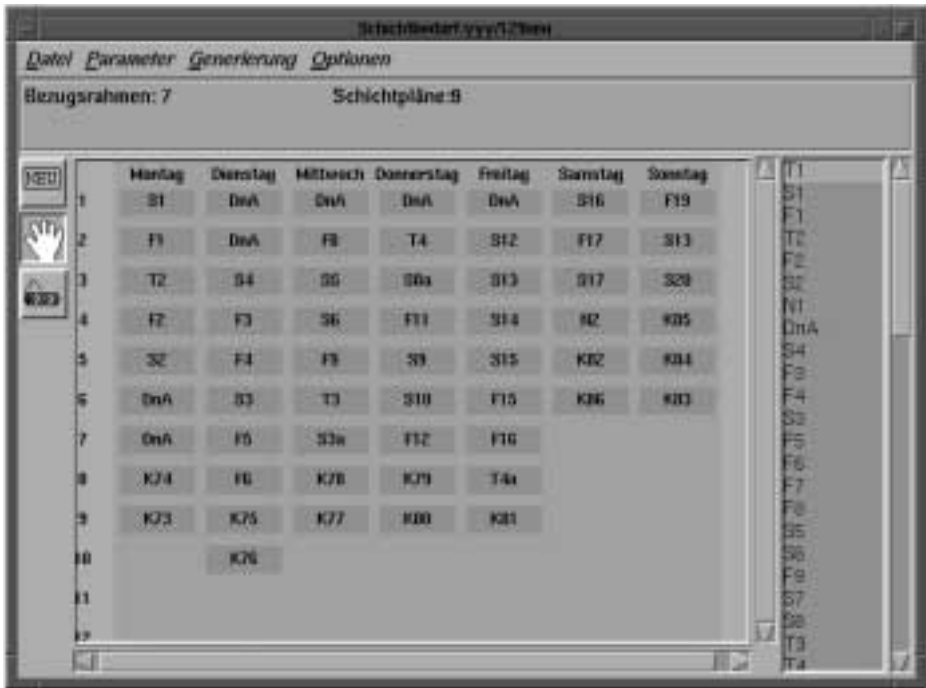 Datei Parameter Generierung Optionen
Bezugsrahmen: 7 Schichtpläne:9
NEU
Montag Dienstag Mittwoch Donnerstag Freitag Samstag Sonntag
1 S1 DnA DnA DnA DnA S16 F19
2 F1 DnA F8 T4 S12 F17 S13
3 T2 S4 S5 S8a S13 S17 S20
4 F2 F3 S6 F11 S14 N2 K85
5 S2 F4 F9 S9 S15 K82 K84
6 DnA S3 T3 S10 F15 K86 K83
7 DnA F5 S3a F12 F16
8 K74 F6 K78 K79 T4a
9 K73 K75 K77 K80 K81
10 K76
11
12
T1
S1
F1
T2
F2
S2
N1
DnA
S4
F3
F4
S3
F5
F6
F7
F8
S5
S6
F9
S7
S8
T3
T4